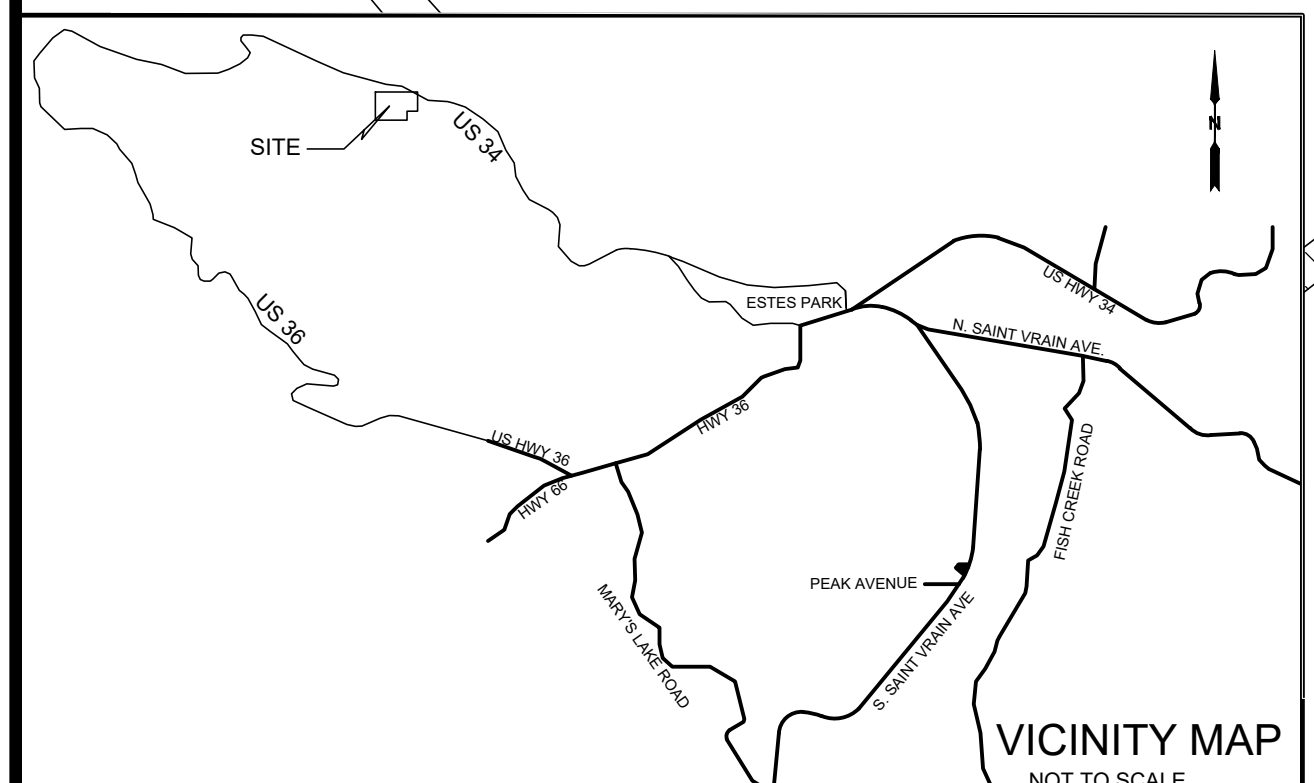 N
US 34
SITE
US HWY 34
ESTES PARK
US 36
N. SAINT VRAIN AVE.
HWY 36
US HWY 36
FISH CREEK ROAD
HWY 66
PEAK AVENUE
MARY'S LAKE ROAD
S. SAINT VRAIN AVE
VICINITY MAP
NOT TO SCALE